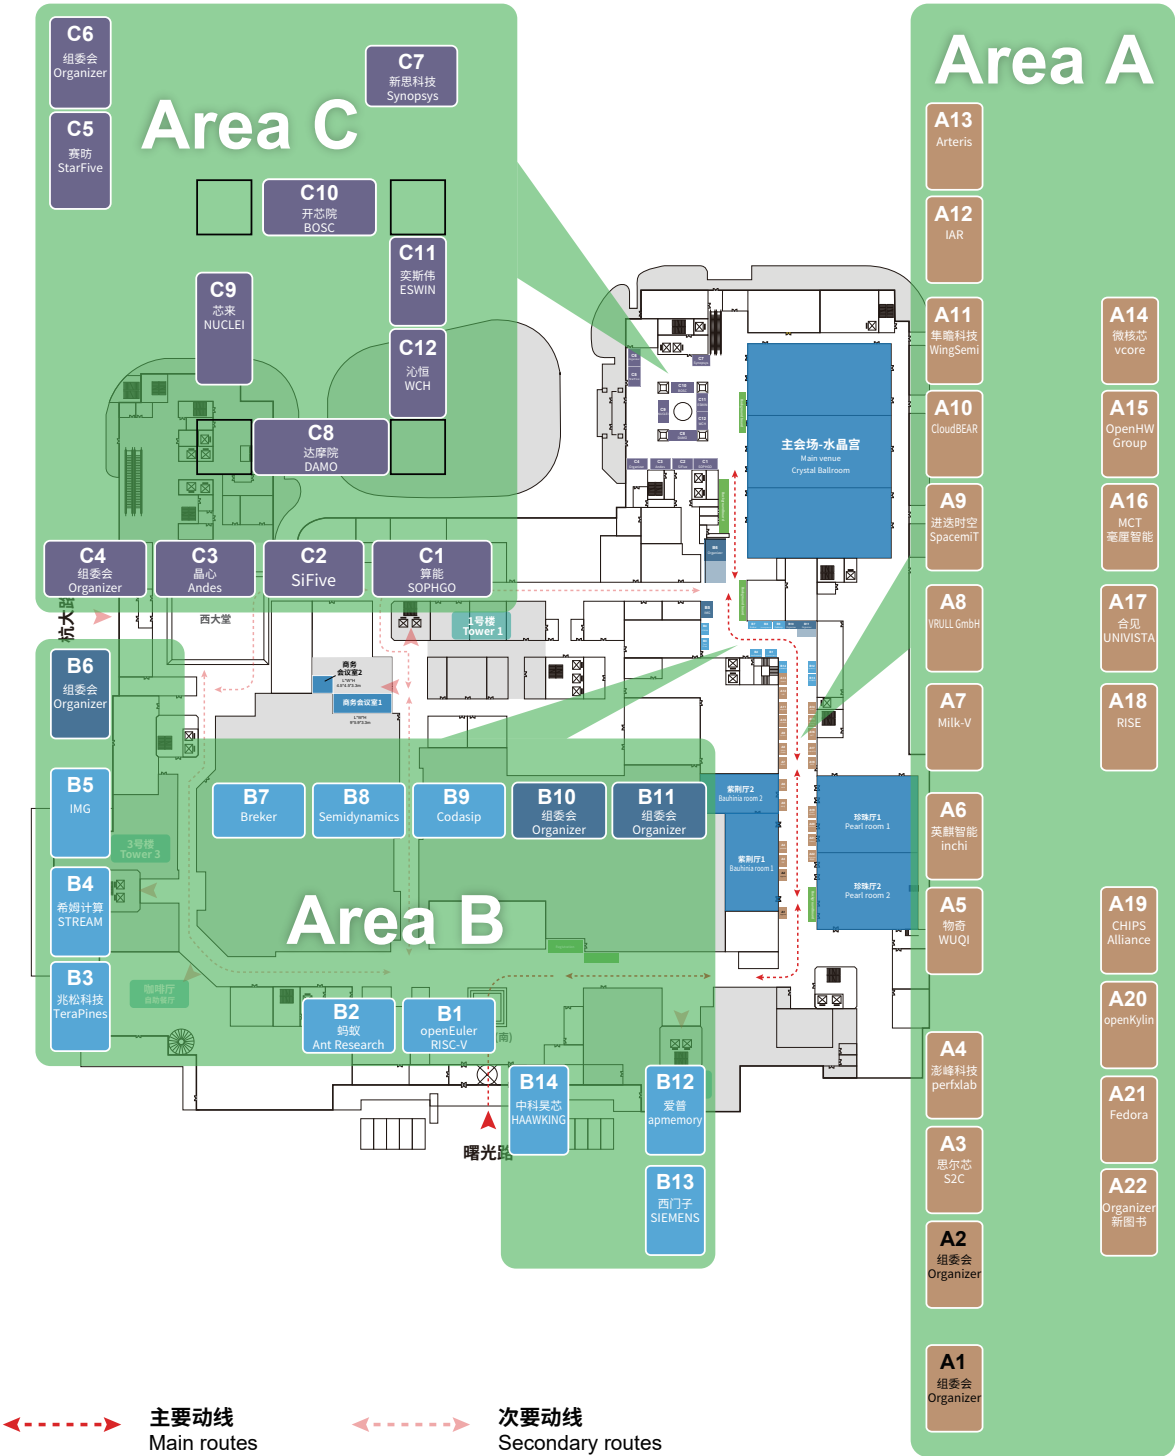 Area C
C6
组委会
Organizer
C5
赛昉
StarFive
C7
新思科技
Synopsys
C10
开芯院
BOSC
C11
奕斯伟
ESWIN
C9
芯来
NUCLEI
C12
沁恒
WCH
C8
达摩院
DAMO
C4
组委会
Organizer
C3
晶心
Andes
C2
SiFive
C1
算能
SOPHGO
Area A
A13
Arteris
A12
IAR
A11
隼瞻科技
WingSemi
A14
微核芯
vcore
A10
CloudBEAR
A15
OpenHW
Group
A9
进迭时空
SpacemiT
A16
MCT
毫厘智能
A8
VRULL GmbH
A17
合见
UNIVISTA
A7
Milk-V
A18
RISE
A6
英麒智能
inchi
A5
物奇
WUQI
A19
CHIPS
Alliance
A20
openKylin
A4
澎峰科技
perfxlab
A21
Fedora
A3
思尔芯
S2C
A22
Organizer
新图书
A2
组委会
Organizer
A1
组委会
Organizer
主会场-水晶宫
Main venue
Crystal Ballroom
杭大路
西大堂
1号楼
Tower 1
商务
会议室2
商务会议室1
紫荆厅2
Bauhinia room 2
紫荆厅1
Bauhinia room 1
珍珠厅1
Pearl room 1
珍珠厅2
Pearl room 2
3号楼
Tower 3
咖啡厅
(南)
曙光路
Area B
B6
组委会
Organizer
B5
IMG
B4
希姆计算
STREAM
B3
兆松科技
TeraPines
B7
Breker
B8
Semidynamics
B9
Codasip
B10
组委会
Organizer
B11
组委会
Organizer
B2
蚂蚁
Ant Research
B1
openEuler
RISC-V
B14
中科昊芯
HAAWKING
B12
爱普
apmemory
B13
西门子
SIEMENS
主要动线
Main routes
次要动线
Secondary routes